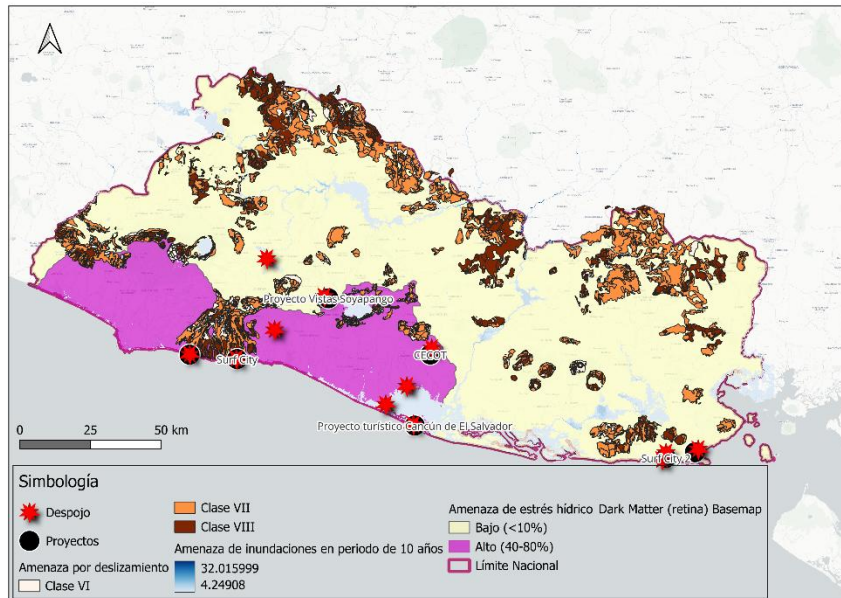 Proyecto Vistas Soyapango
CECOT
Surf City
Proyecto turístico Cancún de El Salvador
Surf City 2
0 25 50 km
Simbología
Despojo
Proyectos
Amenaza por deslizamiento
Clase VI
Clase VII
Clase VIII
Amenaza de inundaciones en periodo de 10 años
32.015999
4.24908
Amenaza de estrés hídrico Dark Matter (retina) Basemap
Bajo (<10%)
Alto (40-80%)
Límite Nacional